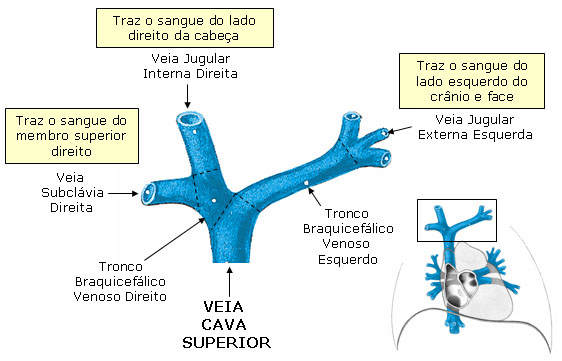 Traz o sangue do lado
direito da cabeça
Veia Jugular
Interna Direita
Traz o sangue do
lado esquerdo do
crânio e face
Veia Jugular
Externa Esquerda
Traz o sangue do
membro superior
direito
Veia
Subclávia
Direita
Tronco
Braquicefálico
Venoso Direito
Tronco
Braquicefálico
Venoso
Esquerdo
VEIA
CAVA
SUPERIOR